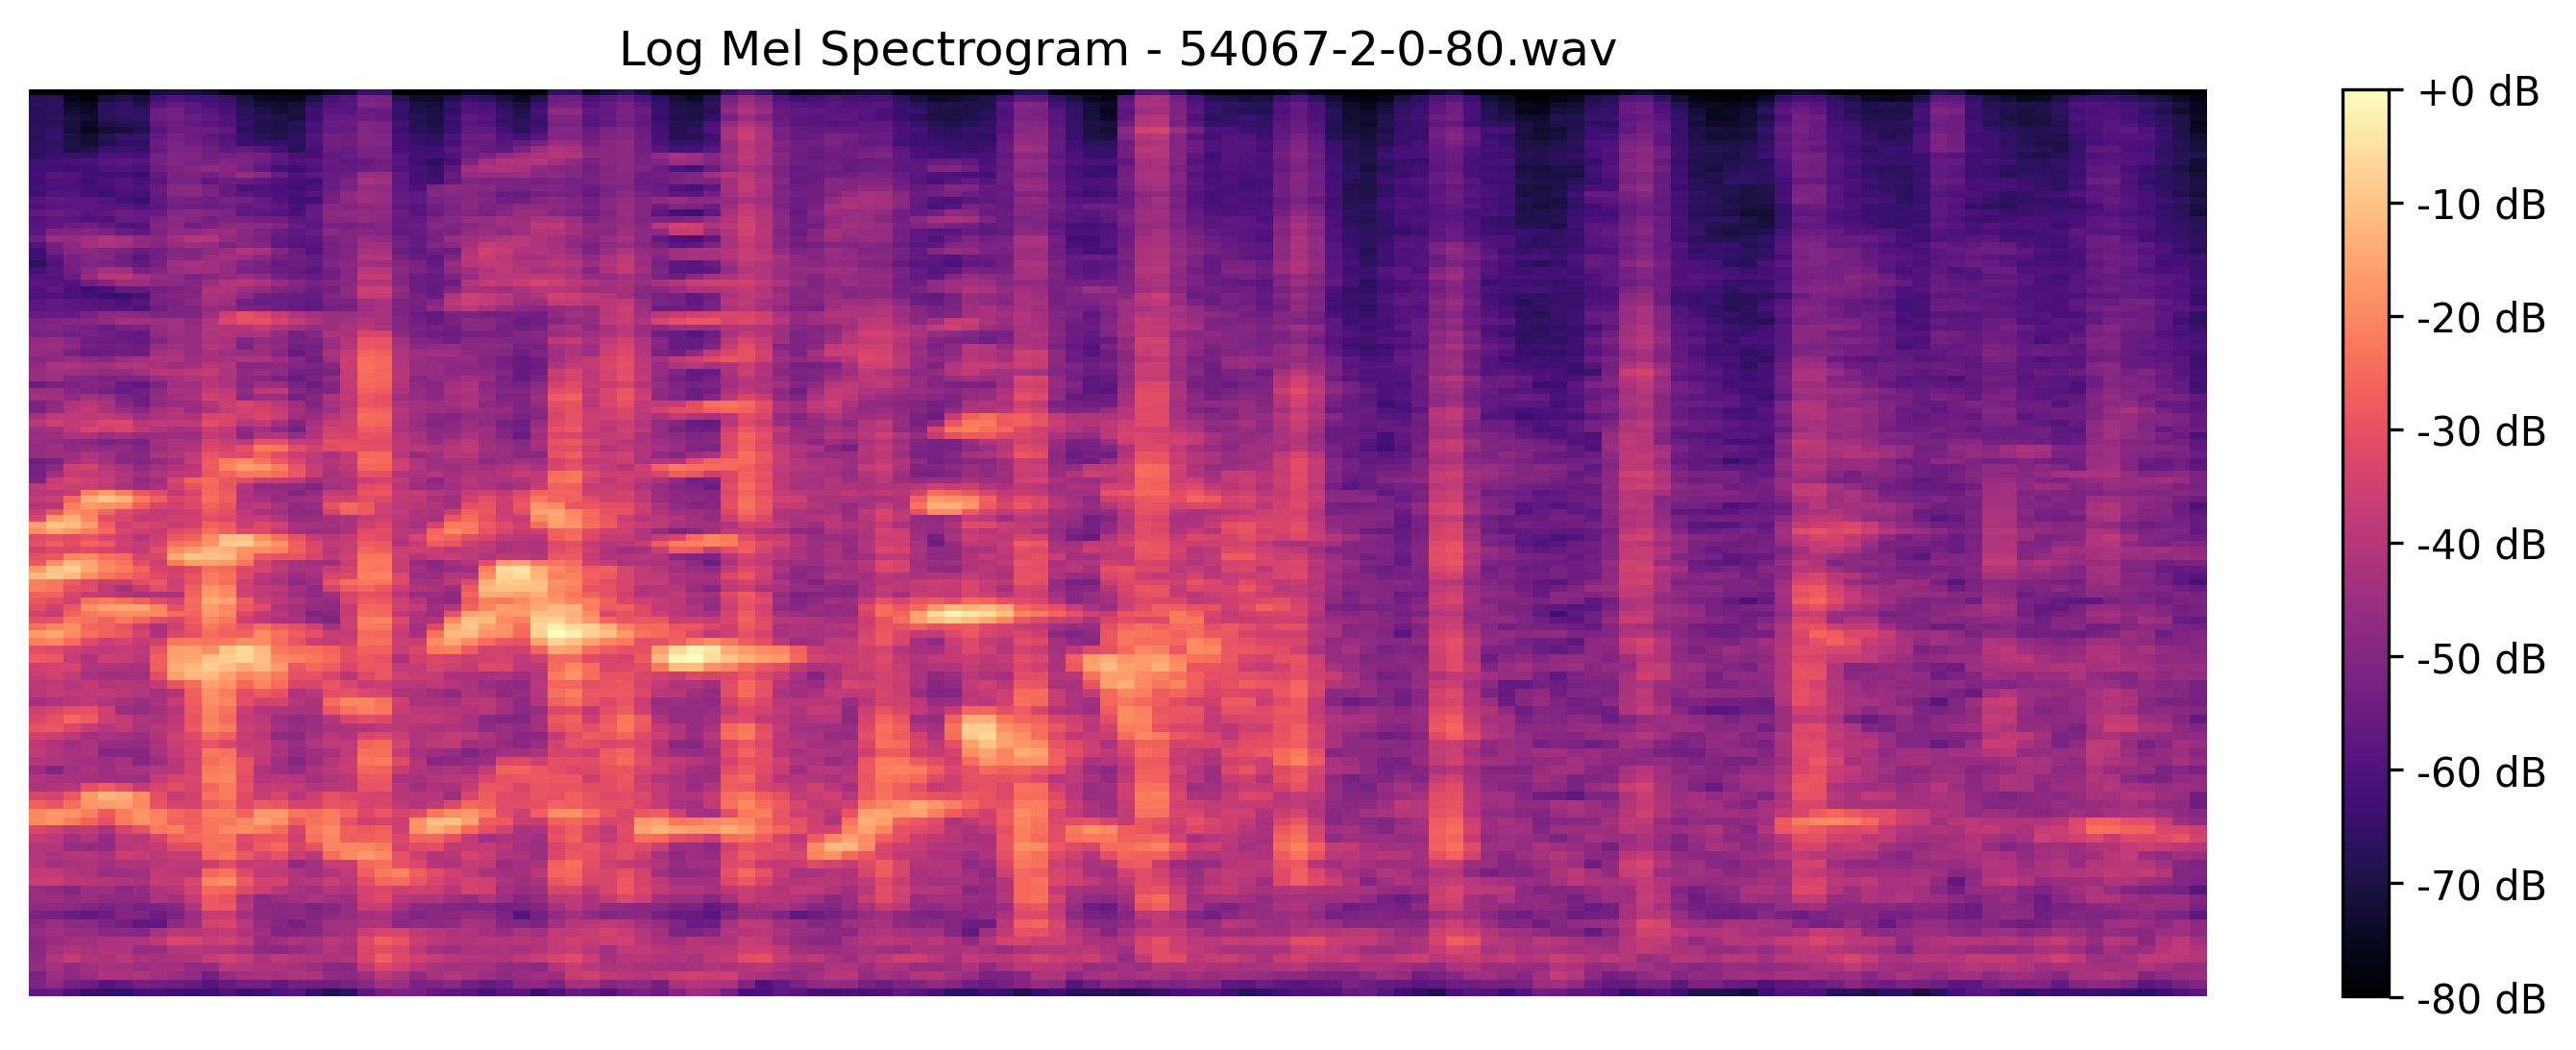 Log Mel Spectrogram - 54067-2-0-80.wav
+0 dB
-10 dB
-20 dB
-30 dB
-40 dB
-50 dB
-60 dB
-70 dB
-80 dB